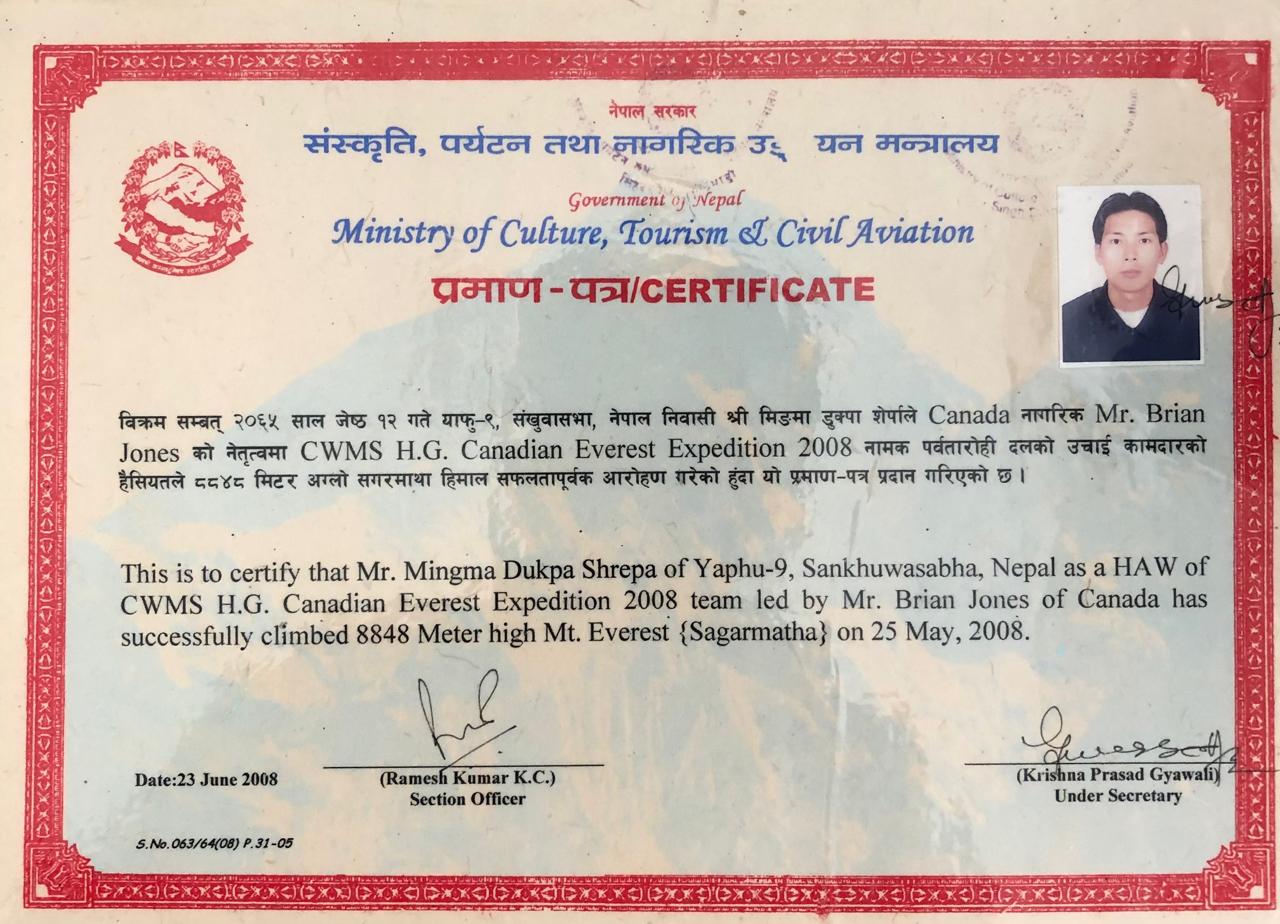 नेपाल सरकार
संस्कृति, पर्यटन तथा नागरिक उड् यन मन्त्रालय
Government of Nepal
Ministry of Culture, Tourism & Civil Aviation
प्रमाण-पत्र/CERTIFICATE
विक्रम सम्बत् २०६५ साल जेष्ठ १२ गते याफु-९, संखुवासभा, नेपाल निवासी श्री मिङमा डुक्पा शेर्पाले Canada नागरिक Mr. Brian
Jones को नेतृत्वमा CWMS H.G. Canadian Everest Expedition 2008 नामक पर्वतारोही दलको उचाई कामदारको
हैसियतले ८८४८ मिटर अग्लो सगरमाथा हिमाल सफलतापूर्वक आरोहण गरेको हुंदा यो प्रमाण-पत्र प्रदान गरिएको छ ।
This is to certify that Mr. Mingma Dukpa Shrepa of Yaphu-9, Sankhuwasabha, Nepal as a HAW of
CWMS H.G. Canadian Everest Expedition 2008 team led by Mr. Brian Jones of Canada has
successfully climbed 8848 Meter high Mt. Everest {Sagarmatha} on 25 May, 2008.
Date:23 June 2008
(Ramesh Kumar K.C.)
Section Officer
(Krishna Prasad Gyawali)
Under Secretary
S.No.063/64(08) P.31-05